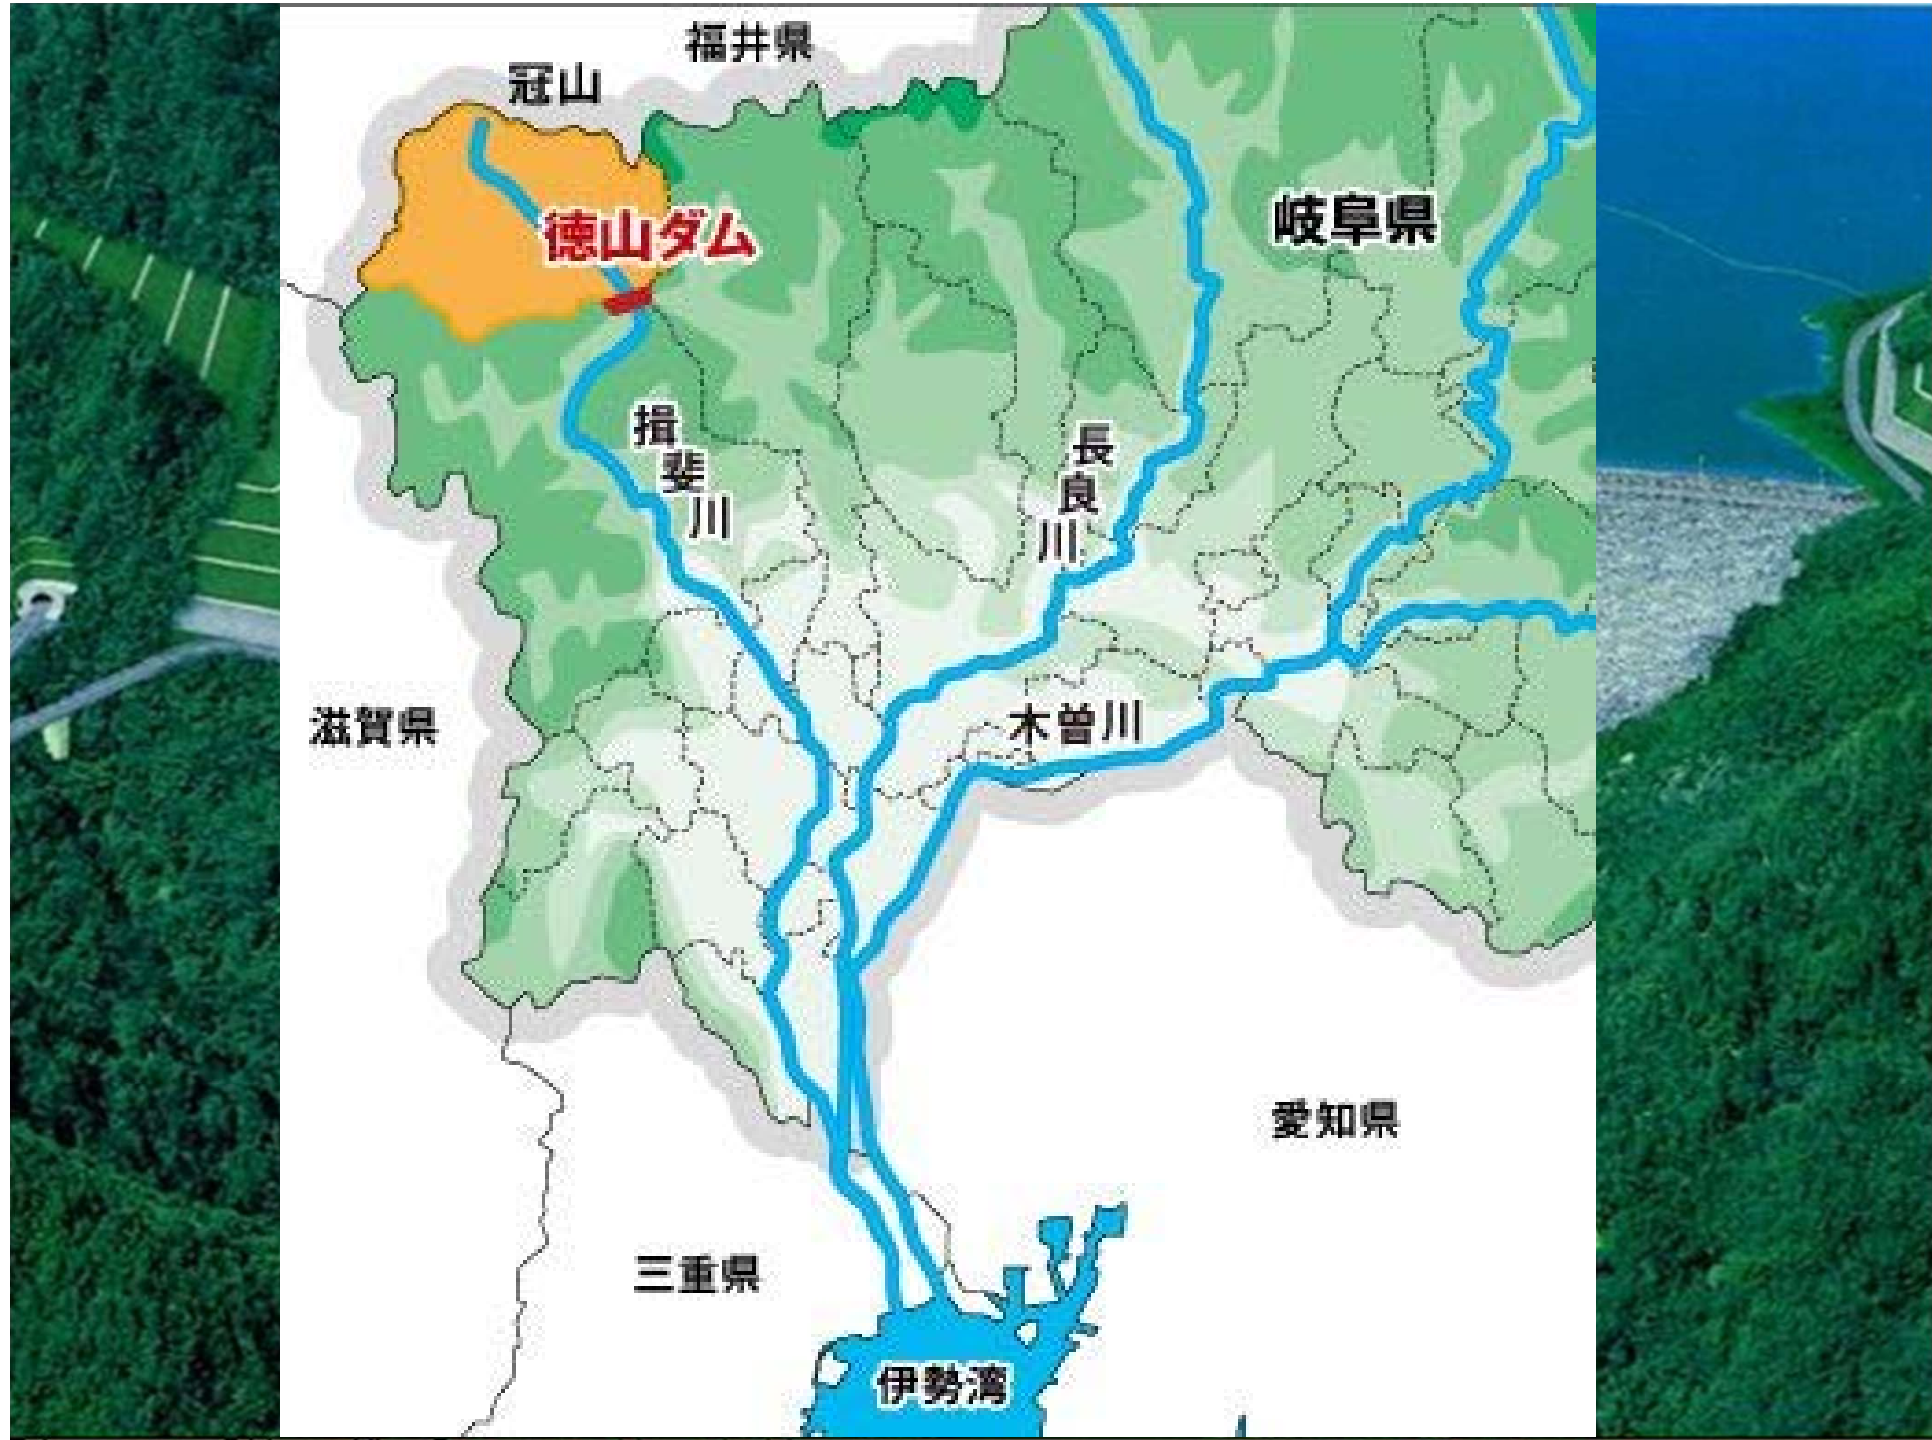 福井県
冠山
徳山ダム
岐阜県
揖斐川
長良川
木曽川
滋賀県
愛知県
三重県
伊勢湾